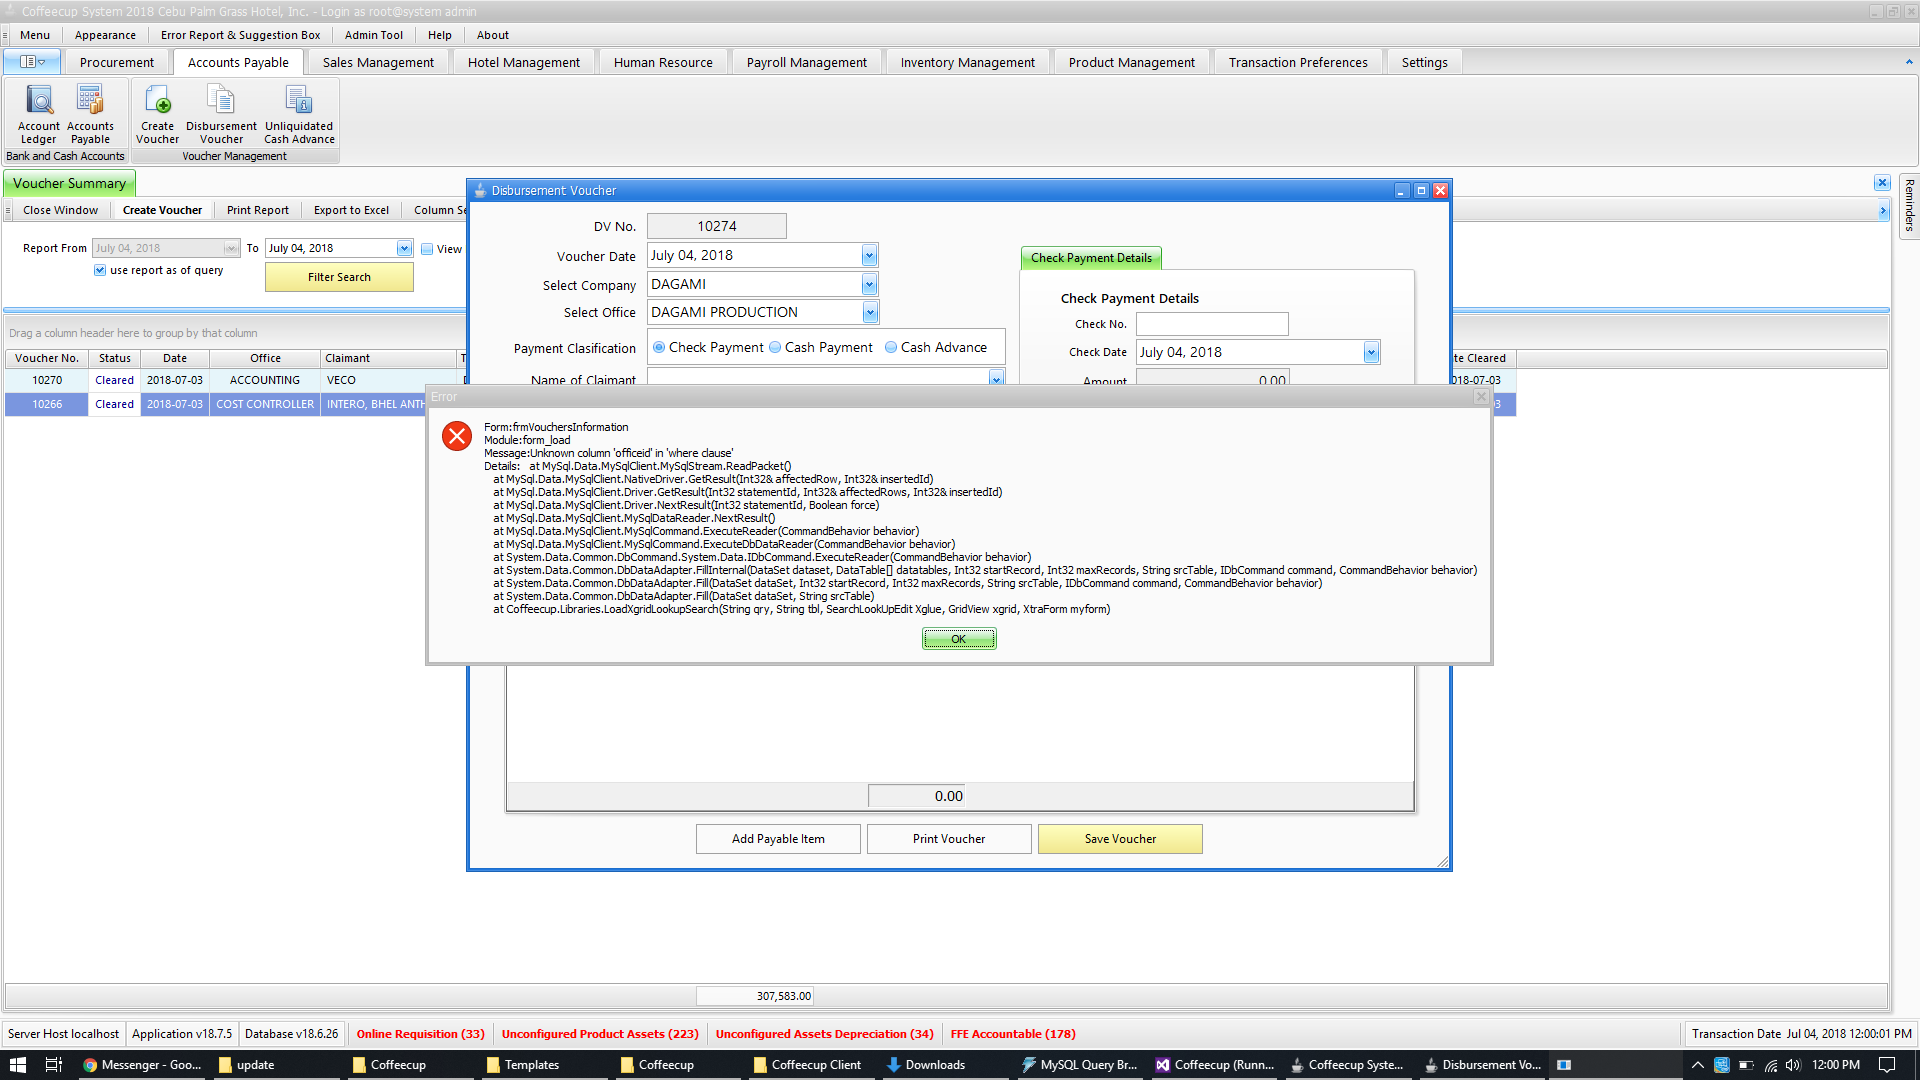 Coffeecup System 2018 Cebu Palm Grass Hotel, Inc. - Login as root@system admin
Menu Appearance Error Report & Suggestion Box Admin Tool Help About
Procurement Accounts Payable Sales Management Hotel Management Human Resource Payroll Management Inventory Management Product Management Transaction Preferences Settings
Account Ledger Accounts Payable Create Voucher Disbursement Voucher Unliquidated Cash Advance
Bank and Cash Accounts Voucher Management
Voucher Summary
Close Window Create Voucher Print Report Export to Excel Column Se
Report From July 04, 2018 To July 04, 2018 View
use report as of query
Filter Search
Drag a column header here to group by that column
Voucher No. Status Date Office Claimant T te Cleared
10270 Cleared 2018-07-03 ACCOUNTING VECO 018-07-03
10266 Cleared 2018-07-03 COST CONTROLLER INTERO, BHEL ANTH 3
Reminders
Disbursement Voucher
DV No. 10274
Voucher Date July 04, 2018
Select Company DAGAMI
Select Office DAGAMI PRODUCTION
Payment Clasification Check Payment Cash Payment Cash Advance
Name of Claimant
Check Payment Details
Check Payment Details
Check No.
Check Date July 04, 2018
Amount 0.00
Error
Form:frmVouchersInformation
Module:form_load
Message:Unknown column 'officeid' in 'where clause'
Details: at MySql.Data.MySqlClient.MySqlStream.ReadPacket()
at MySql.Data.MySqlClient.NativeDriver.GetResult(Int32& affectedRow, Int32& insertedId)
at MySql.Data.MySqlClient.Driver.GetResult(Int32 statementId, Int32& affectedRows, Int32& insertedId)
at MySql.Data.MySqlClient.Driver.NextResult(Int32 statementId, Boolean force)
at MySql.Data.MySqlClient.MySqlDataReader.NextResult()
at MySql.Data.MySqlClient.MySqlCommand.ExecuteReader(CommandBehavior behavior)
at MySql.Data.MySqlClient.MySqlCommand.ExecuteDbDataReader(CommandBehavior behavior)
at System.Data.Common.DbCommand.System.Data.IDbCommand.ExecuteReader(CommandBehavior behavior)
at System.Data.Common.DbDataAdapter.FillInternal(DataSet dataset, DataTable[] datatables, Int32 startRecord, Int32 maxRecords, String srcTable, IDbCommand command, CommandBehavior behavior)
at System.Data.Common.DbDataAdapter.Fill(DataSet dataSet, Int32 startRecord, Int32 maxRecords, String srcTable, IDbCommand command, CommandBehavior behavior)
at System.Data.Common.DbDataAdapter.Fill(DataSet dataSet, String srcTable)
at Coffeecup.Libraries.LoadXgridLookupSearch(String qry, String tbl, SearchLookUpEdit Xglue, GridView xgrid, XtraForm myform)
OK
0.00
Add Payable Item Print Voucher Save Voucher
307,583.00
Server Host localhost Application v18.7.5 Database v18.6.26 Online Requisition (33) Unconfigured Product Assets (223) Unconfigured Assets Depreciation (34) FFE Accountable (178) Transaction Date Jul 04, 2018 12:00:01 PM
Messenger - Goo... update Coffeecup Templates Coffeecup Coffeecup Client Downloads MySQL Query Br... Coffeecup (Runn... Coffeecup Syste... Disbursement Vo... 12:00 PM